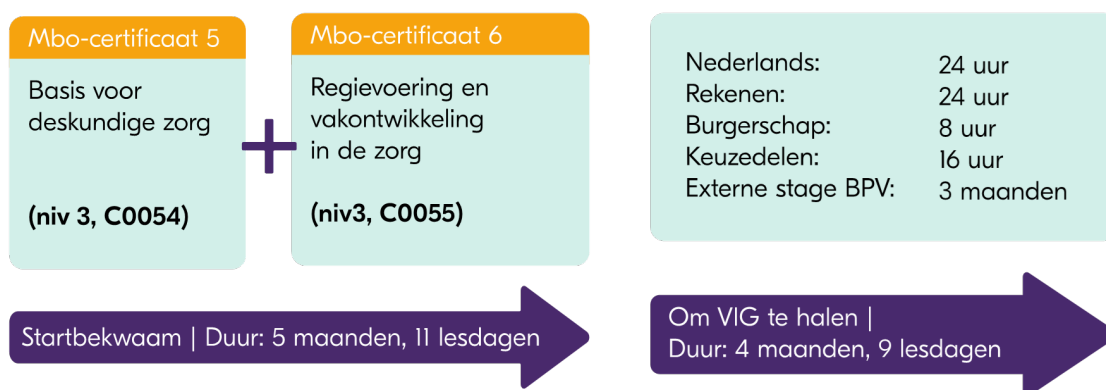 Mbo-certificaat 5
Basis voor
deskundige zorg
(niv 3, C0054)
+
Mbo-certificaat 6
Regievoering en
vakontwikkeling
in de zorg
(niv3, C0055)
Startbekwaam | Duur: 5 maanden, 11 lesdagen
Nederlands: 24 uur
Rekenen: 24 uur
Burgerschap: 8 uur
Keuzedelen: 16 uur
Externe stage BPV: 3 maanden
Om VIG te halen |
Duur: 4 maanden, 9 lesdagen